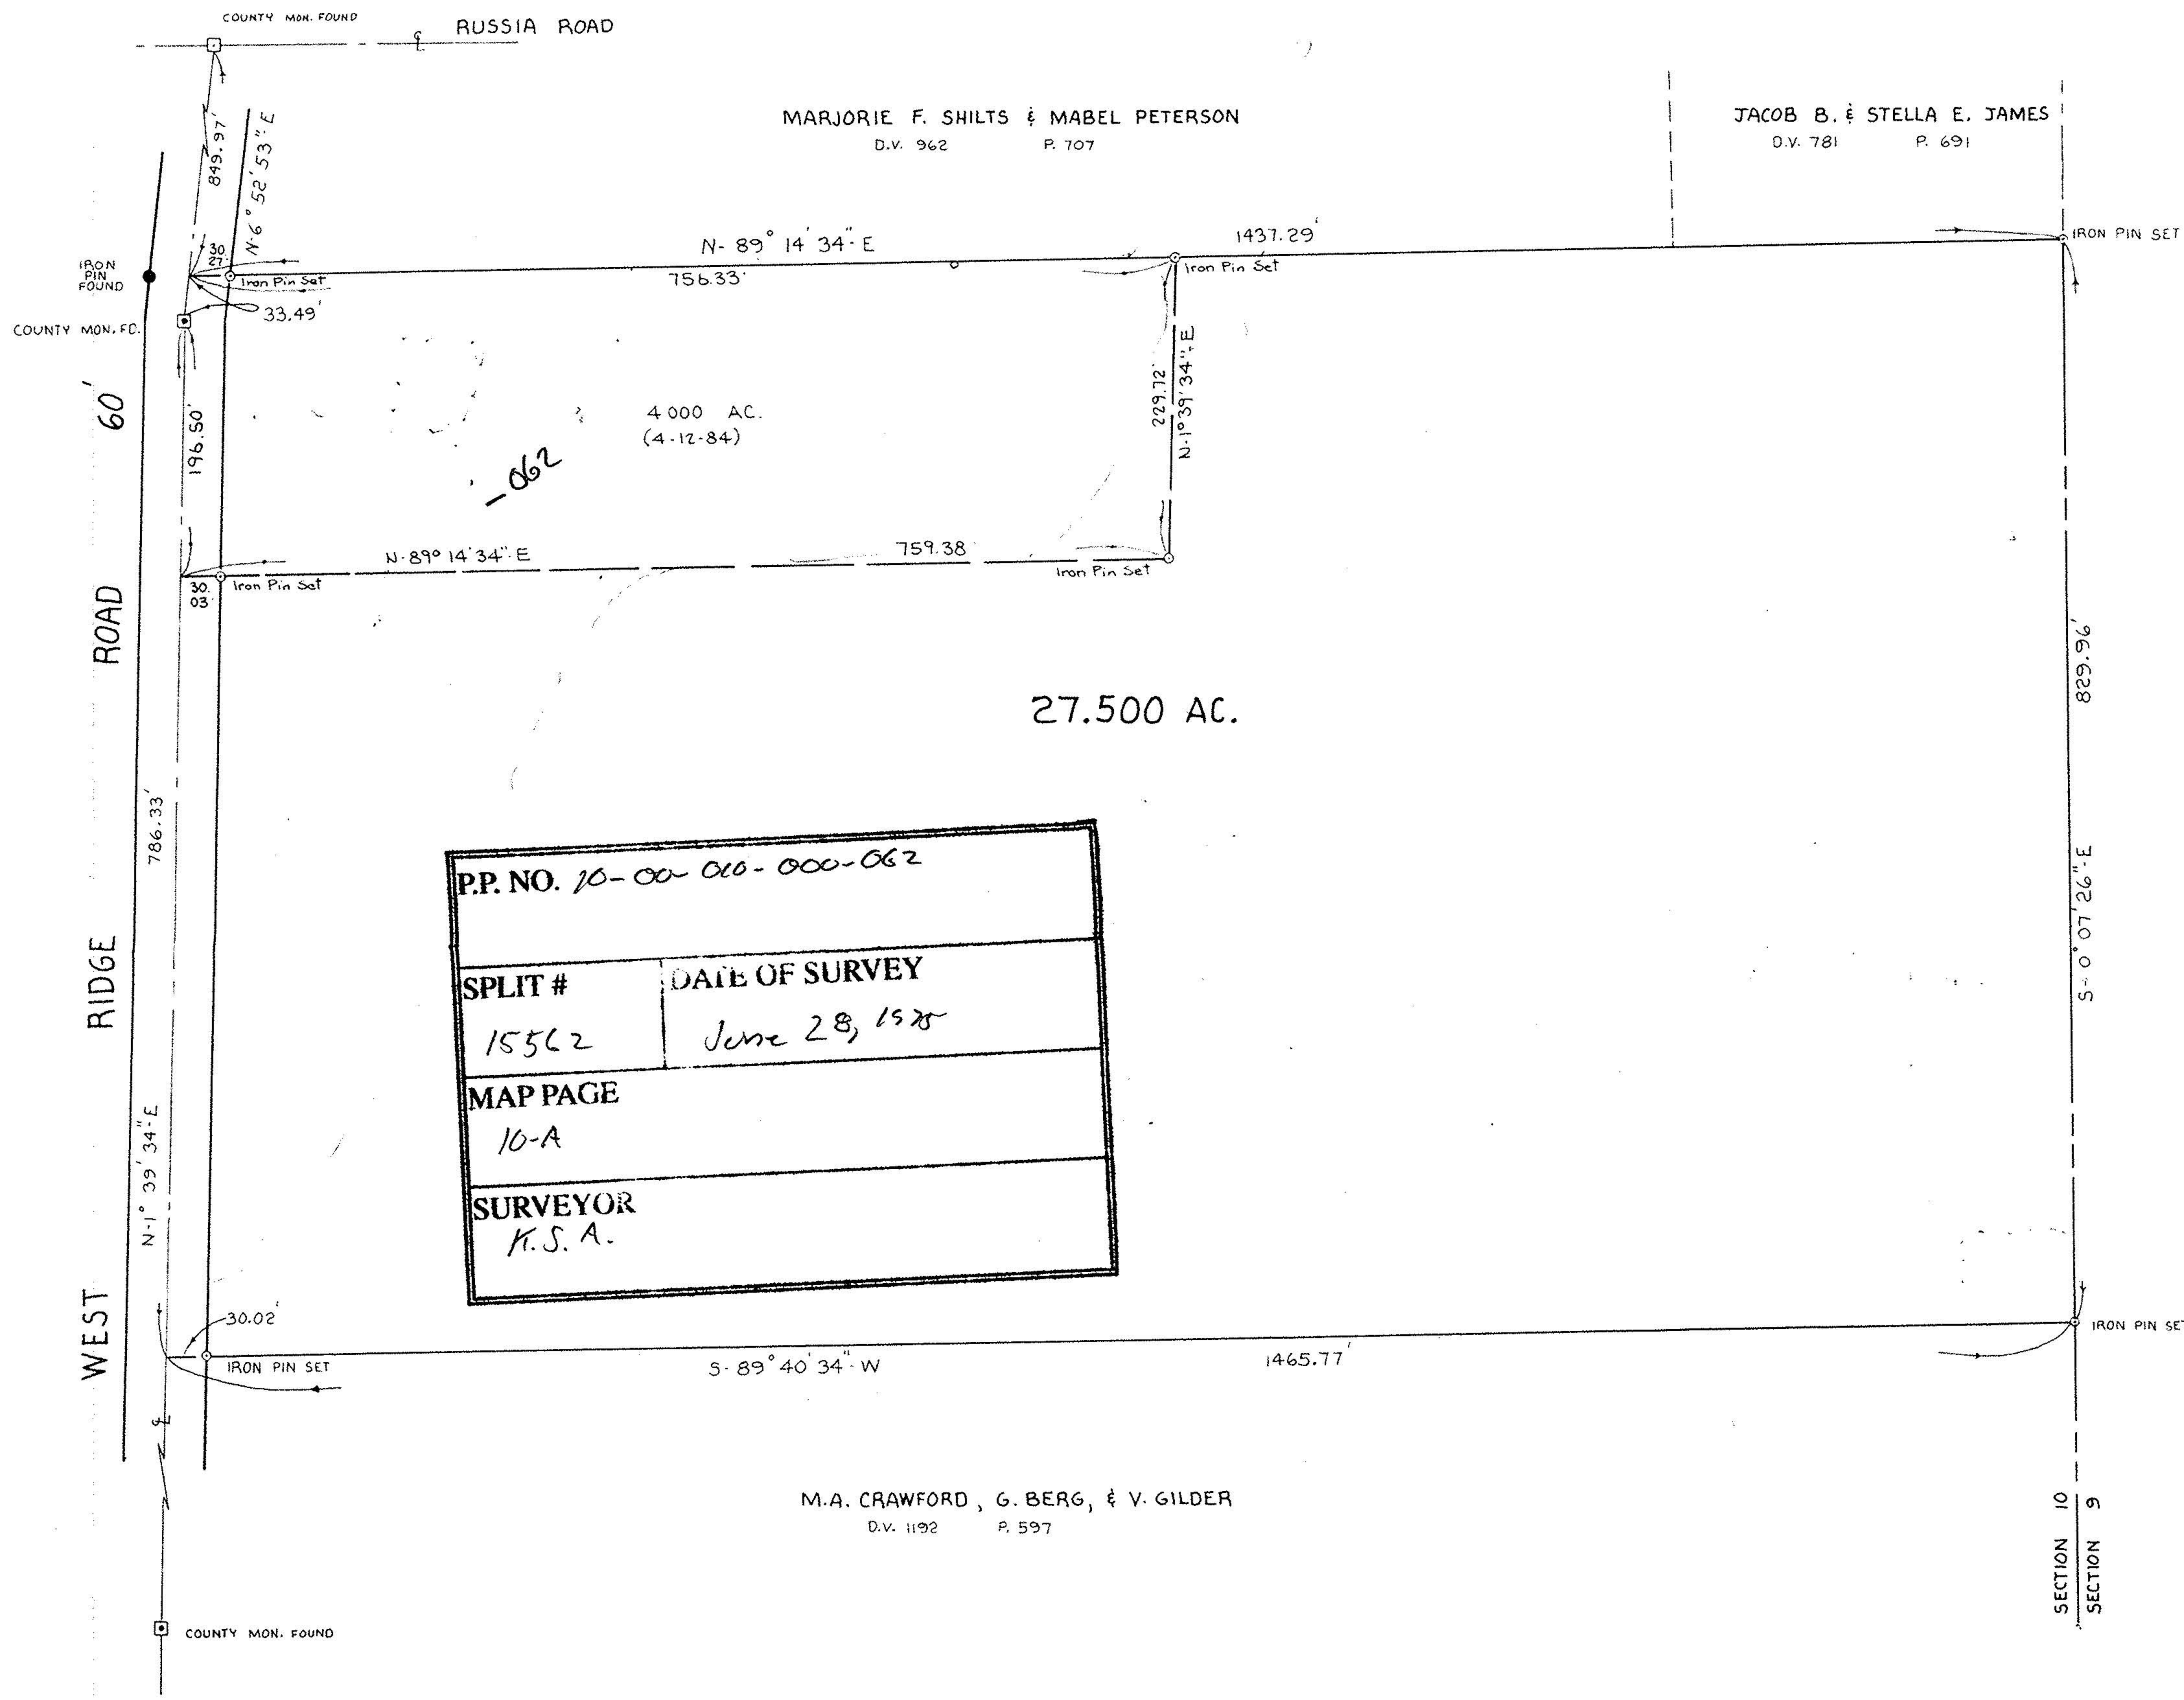 COUNTY MON. FOUND
℄ RUSSIA ROAD
MARJORIE F. SHILTS & MABEL PETERSON
D.V. 962 P. 707
JACOB B. & STELLA E. JAMES
D.V. 781 P. 691
849.97'
N-6° 52' 53"-E
N-89° 14' 34"-E
1437.29'
IRON PIN SET
IRON
PIN
FOUND
30.
27'
Iron Pin Set
756.33'
Iron Pin Set
33.49'
COUNTY MON. FD.
196.50'
4.000 AC.
(4-12-84)
229.72'
N-1° 39' 34"-E
-062
N-89° 14' 34"-E
759.38
Iron Pin Set
30.
03'
Iron Pin Set
WEST RIDGE ROAD 60'
786.33'
N-1° 39' 34"-E
27.500 AC.
829.96'
S-0° 07' 26"-E
P.P. NO. 10-00-010-000-062
SPLIT #
15562
DATE OF SURVEY
June 28,
MAP PAGE
10-A
SURVEYOR
K.S.A.
30.02'
IRON PIN SET
S-89° 40' 34"-W
1465.77'
IRON PIN SET
℄
M.A. CRAWFORD, G. BERG, & V. GILDER
D.V. 1192 P. 597
SECTION 10
SECTION 9
COUNTY MON. FOUND